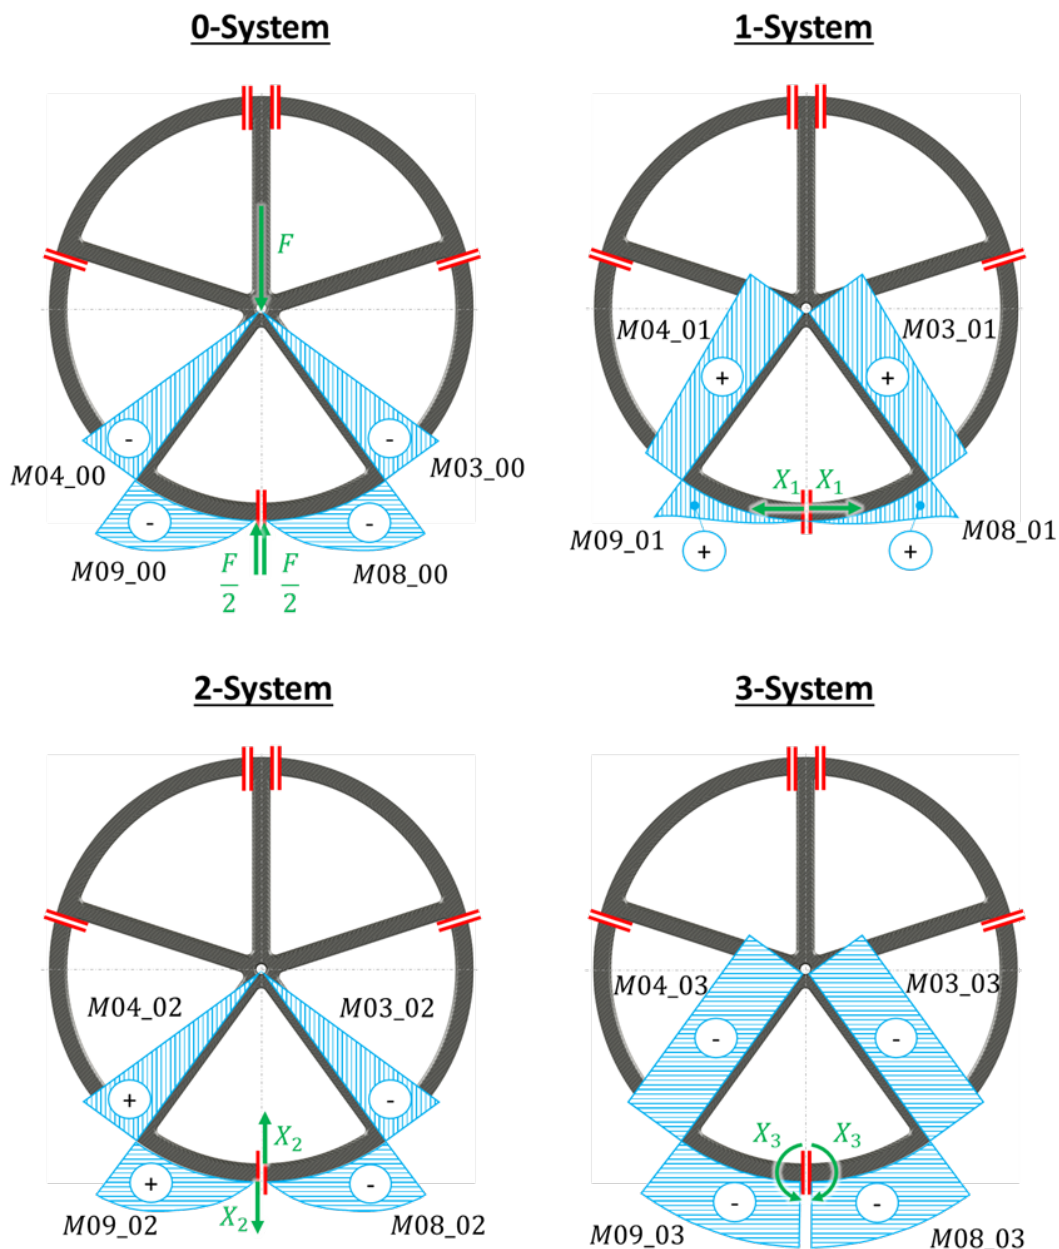 0-System
1-System
F
M04_01
M03_01
+
+
-
-
M04_00
M03_00
X1 X1
-
-
M09_01
M08_01
M09_00
F/2 F/2
M08_00
+
+
2-System
3-System
M04_02
M03_02
M04_03
M03_03
-
-
+
-
X2
X3 X3
+
-
-
-
M09_02
X2
M08_02
M09_03
M08_03